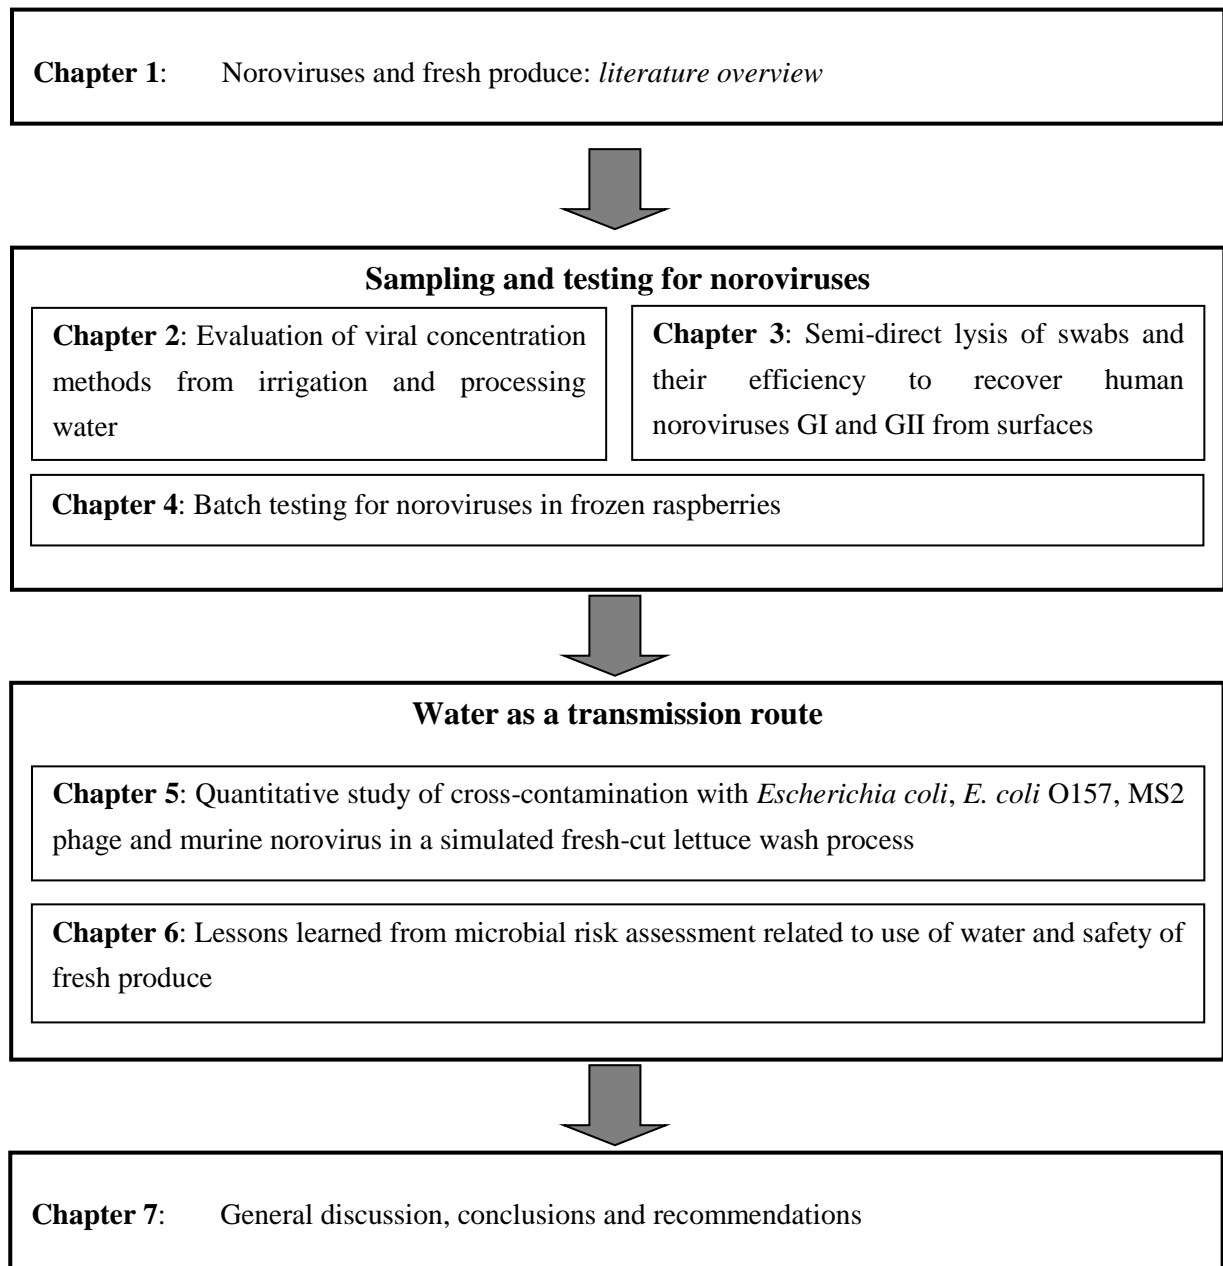 Chapter 1: Noroviruses and fresh produce: literature overview
Sampling and testing for noroviruses
Chapter 2: Evaluation of viral concentration
methods from irrigation and processing
water
Chapter 3: Semi-direct lysis of swabs and
their efficiency to recover human
noroviruses GI and GII from surfaces
Chapter 4: Batch testing for noroviruses in frozen raspberries
Water as a transmission route
Chapter 5: Quantitative study of cross-contamination with Escherichia coli, E. coli O157, MS2
phage and murine norovirus in a simulated fresh-cut lettuce wash process
Chapter 6: Lessons learned from microbial risk assessment related to use of water and safety of
fresh produce
Chapter 7: General discussion, conclusions and recommendations